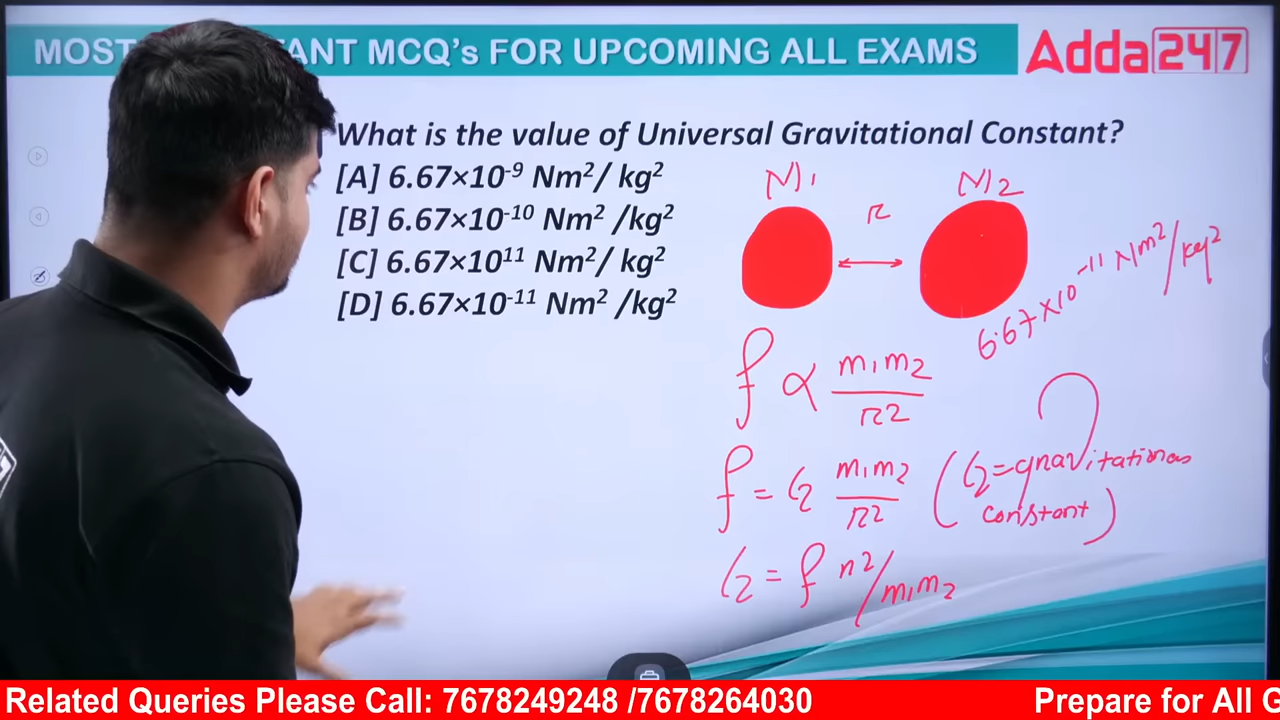 MOST ANT MCQ's FOR UPCOMING ALL EXAMS
Adda247
What is the value of Universal Gravitational Constant?
[A] 6.67×10⁻⁹ Nm²/ kg²
[B] 6.67×10⁻¹⁰ Nm² /kg²
[C] 6.67×10¹¹ Nm²/ kg²
[D] 6.67×10⁻¹¹ Nm² /kg²
M₁ M₂
r
6.67×10⁻¹¹ Nm²/kg²
f ∝ m₁m₂/r2
f = G m₁m₂/r2 (G = gravitational
constant)
G = f r²/m₁m₂
Related Queries Please Call: 7678249248 /7678264030 Prepare for All G